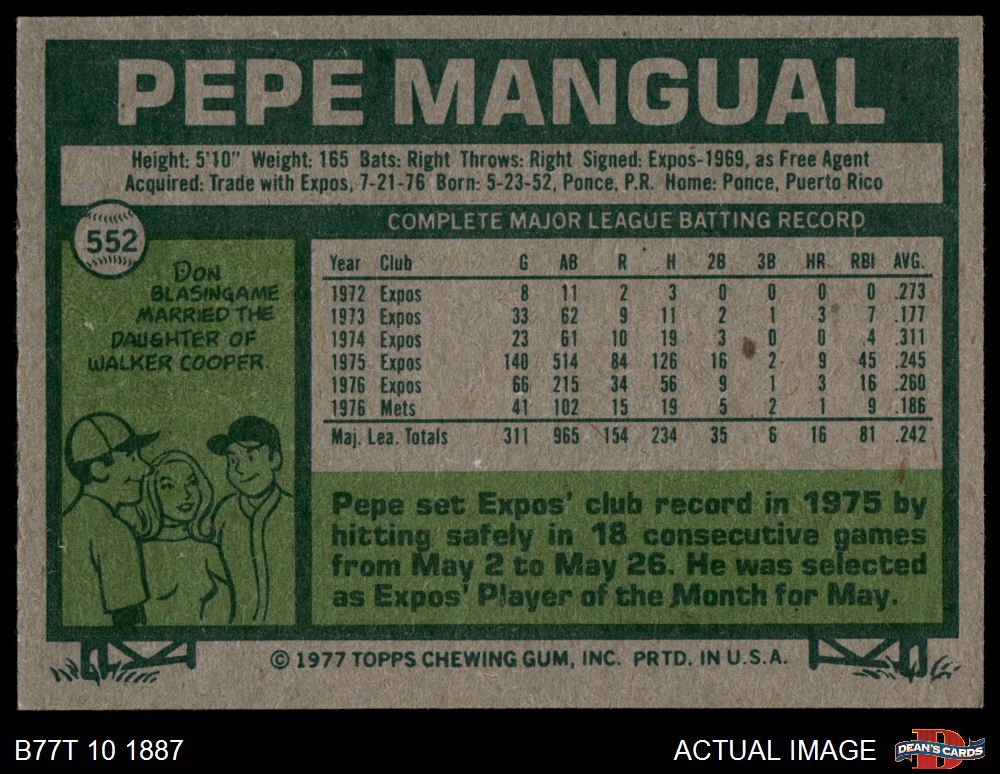 PEPE MANGUAL
Height: 5'10" Weight: 165 Bats: Right Throws: Right Signed: Expos-1969, as Free Agent
Acquired: Trade with Expos, 7-21-76 Born: 5-23-52, Ponce, P.R. Home: Ponce, Puerto Rico
552
DON
BLASINGAME
MARRIED THE
DAUGHTER OF
WALKER COOPER.
COMPLETE MAJOR LEAGUE BATTING RECORD
Year Club G AB R H 2B 3B HR RBI AVG.
1972 Expos 8 11 2 3 0 0 0 0 .273
1973 Expos 33 62 9 11 2 1 3 7 .177
1974 Expos 23 61 10 19 3 0 0 4 .311
1975 Expos 140 514 84 126 16 2 9 45 .245
1976 Expos 66 215 34 56 9 1 3 16 .260
1976 Mets 41 102 15 19 5 2 1 9 .186
Maj. Lea. Totals 311 965 154 234 35 6 16 81 .242
Pepe set Expos' club record in 1975 by
hitting safely in 18 consecutive games
from May 2 to May 26. He was selected
as Expos' Player of the Month for May.
© 1977 TOPPS CHEWING GUM, INC. PRTD. IN U.S.A.
B77T 10 1887
ACTUAL IMAGE
DEAN'S CARDS